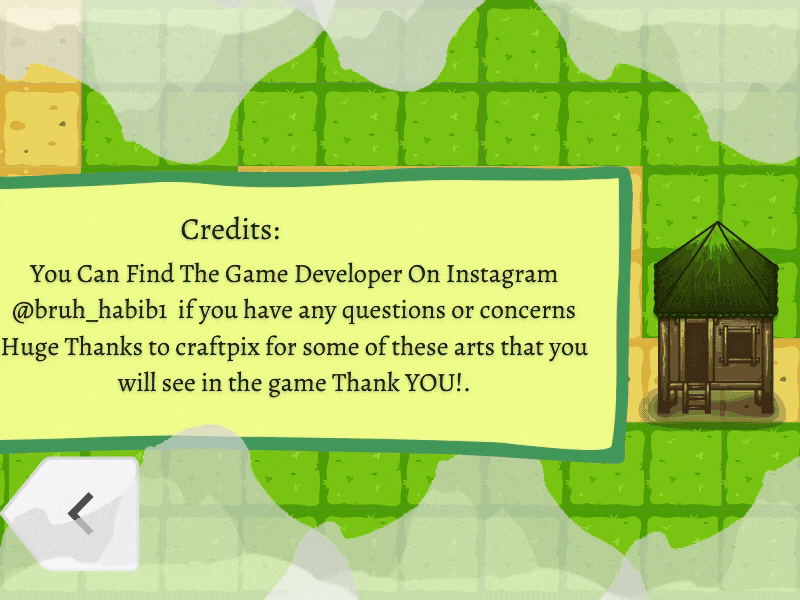 Credits:
You Can Find The Game Developer On Instagram
@bruh_habib1  if you have any questions or concerns
Huge Thanks to craftpix for some of these arts that you
will see in the game Thank YOU!.